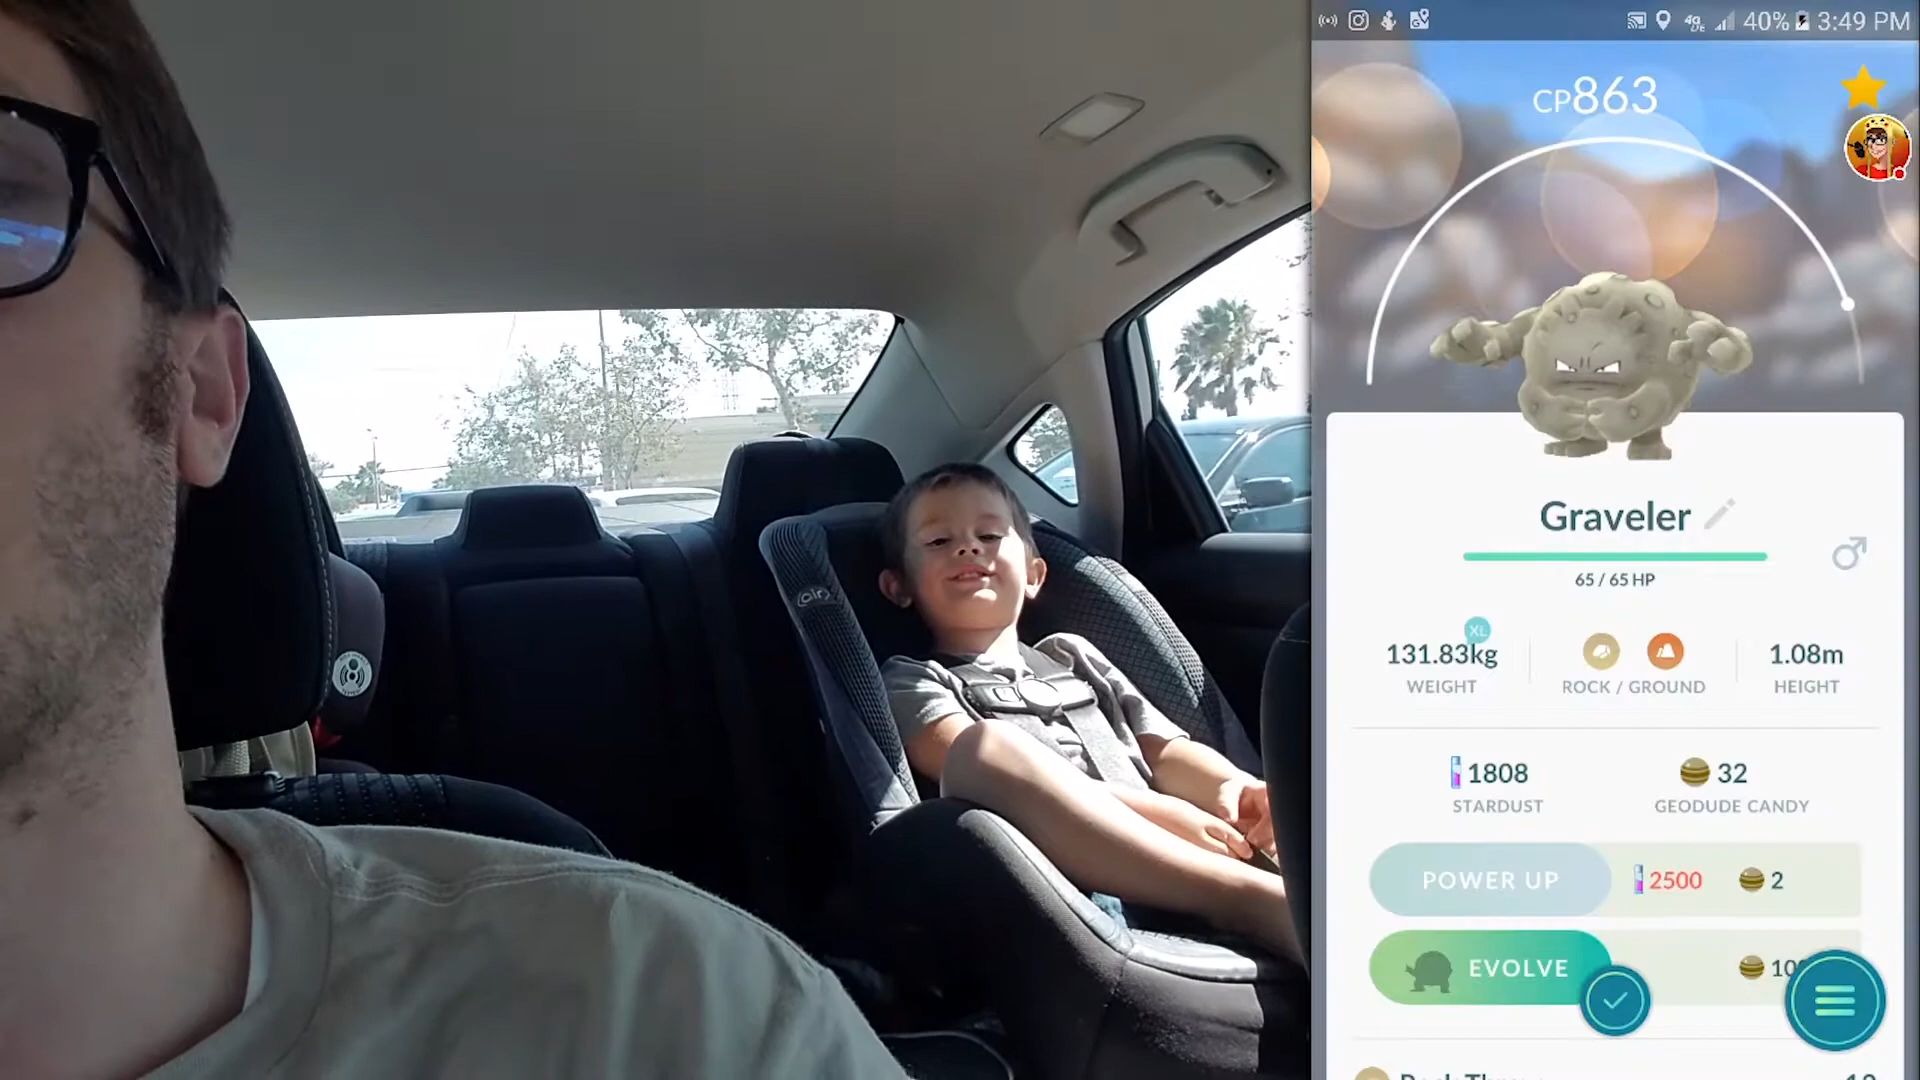 40% 3:49 PM
CP863
Graveler
65 / 65 HP
XL
131.83kg
WEIGHT
ROCK / GROUND
1.08m
HEIGHT
1808
STARDUST
32
GEODUDE CANDY
POWER UP 2500 2
EVOLVE
air